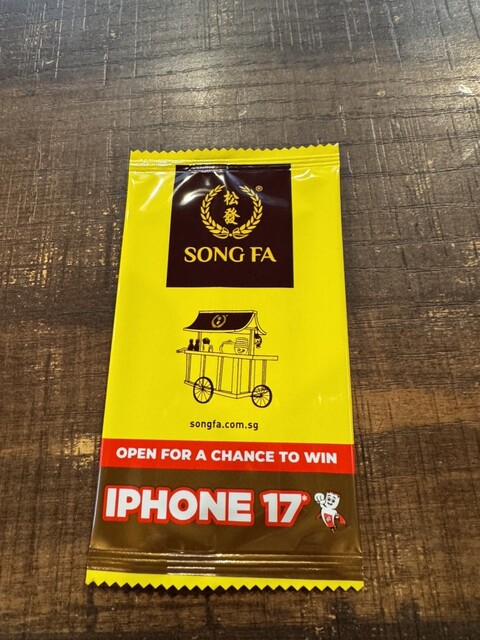 松
發
®
SONG FA
songfa.com.sg
OPEN FOR A CHANCE TO WIN
IPHONE 17*